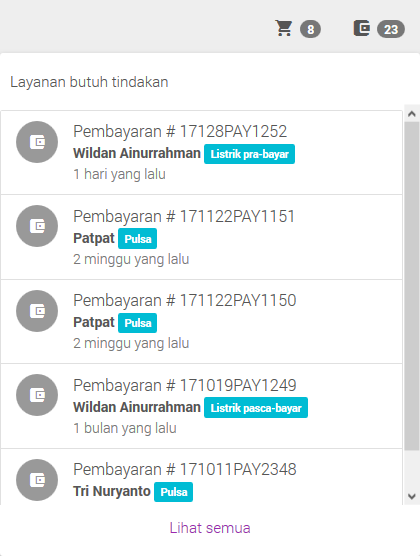 8 23
Layanan butuh tindakan
Pembayaran # 17128PAY1252
Wildan Ainurrahman Listrik pra-bayar
1 hari yang lalu
Pembayaran # 171122PAY1151
Patpat Pulsa
2 minggu yang lalu
Pembayaran # 171122PAY1150
Patpat Pulsa
2 minggu yang lalu
Pembayaran # 171019PAY1249
Wildan Ainurrahman Listrik pasca-bayar
1 bulan yang lalu
Pembayaran # 171011PAY2348
Tri Nuryanto Pulsa
Lihat semua